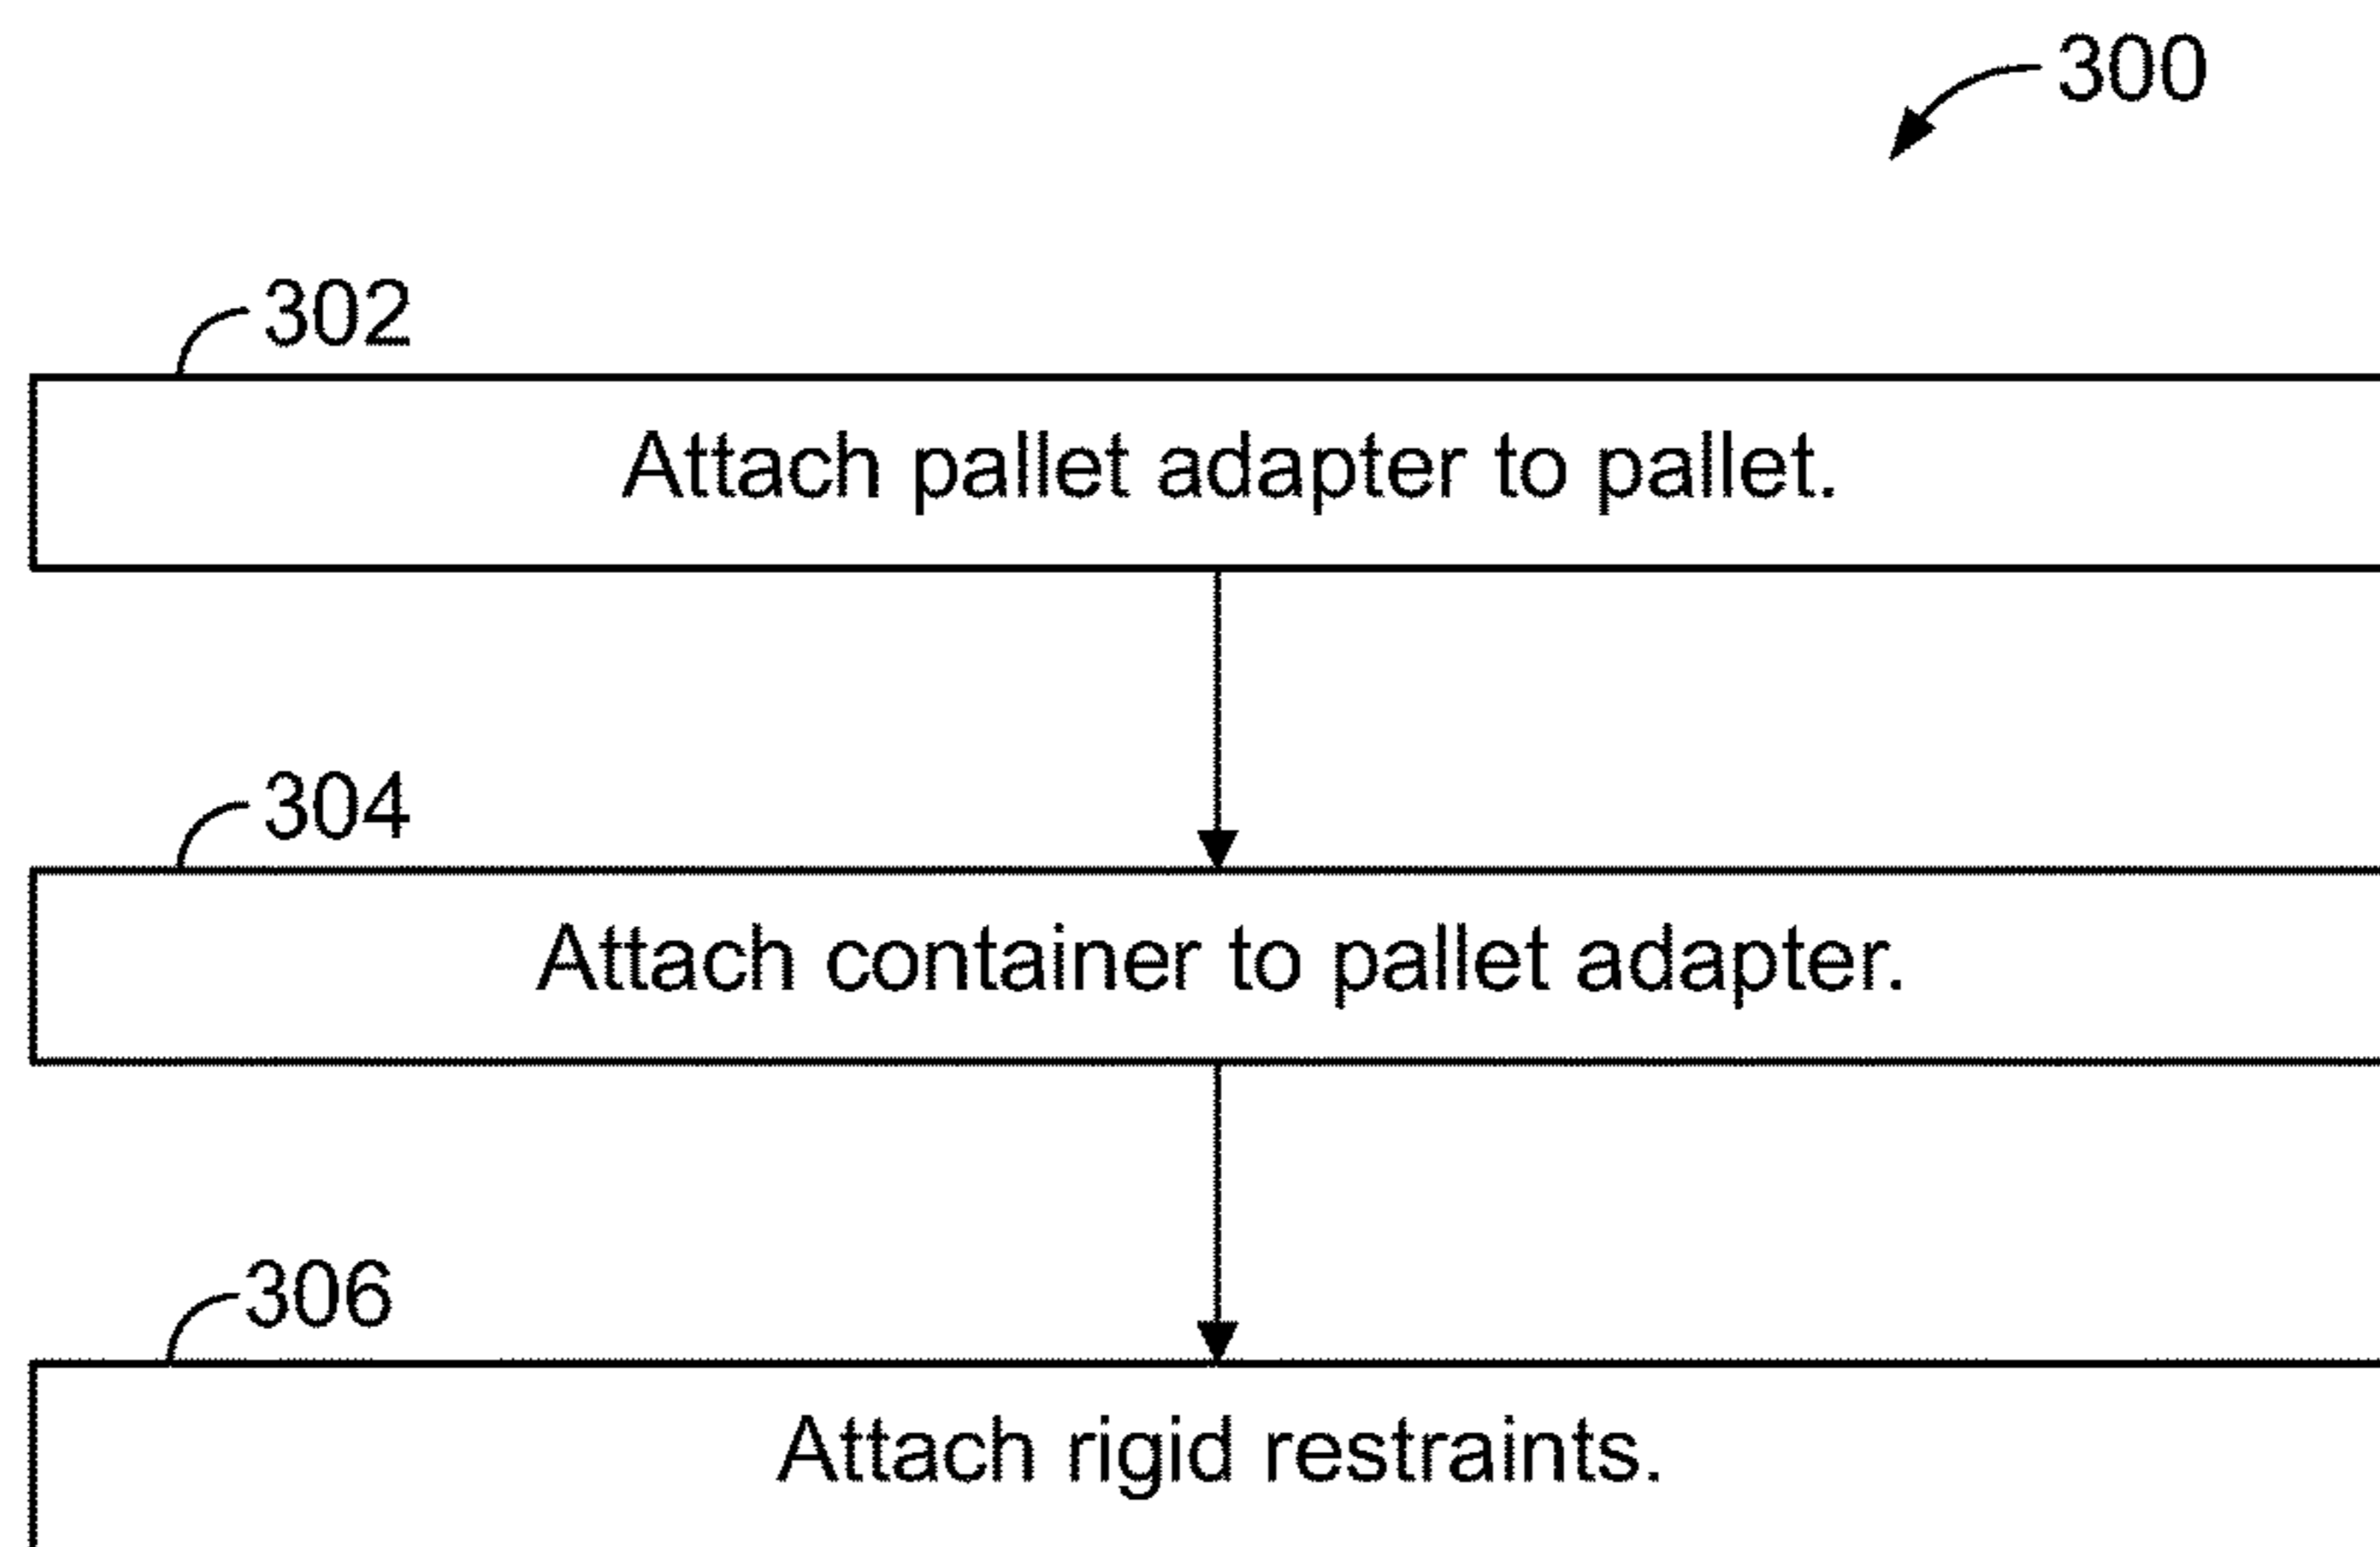 300
302
Attach pallet adapter to pallet.
304
Attach container to pallet adapter.
306
Attach rigid restraints.